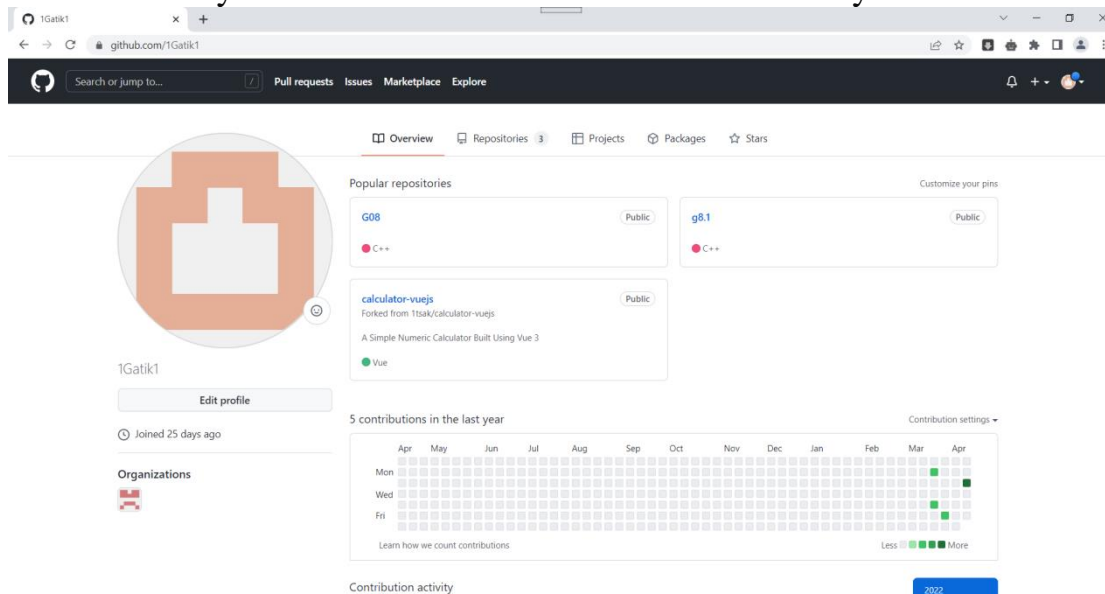 1Gatik1
github.com/1Gatik1
Search or jump to... / Pull requests Issues Marketplace Explore
Overview Repositories 3 Projects Packages Stars
Popular repositories Customize your pins
G08 Public
C++
g8.1 Public
C++
calculator-vuejs Public
Forked from 1tsak/calculator-vuejs
A Simple Numeric Calculator Built Using Vue 3
Vue
1Gatik1
Edit profile
Joined 25 days ago
Organizations
5 contributions in the last year Contribution settings
Apr May Jun Jul Aug Sep Oct Nov Dec Jan Feb Mar Apr
Mon
Wed
Fri
Learn how we count contributions Less More
Contribution activity 2022